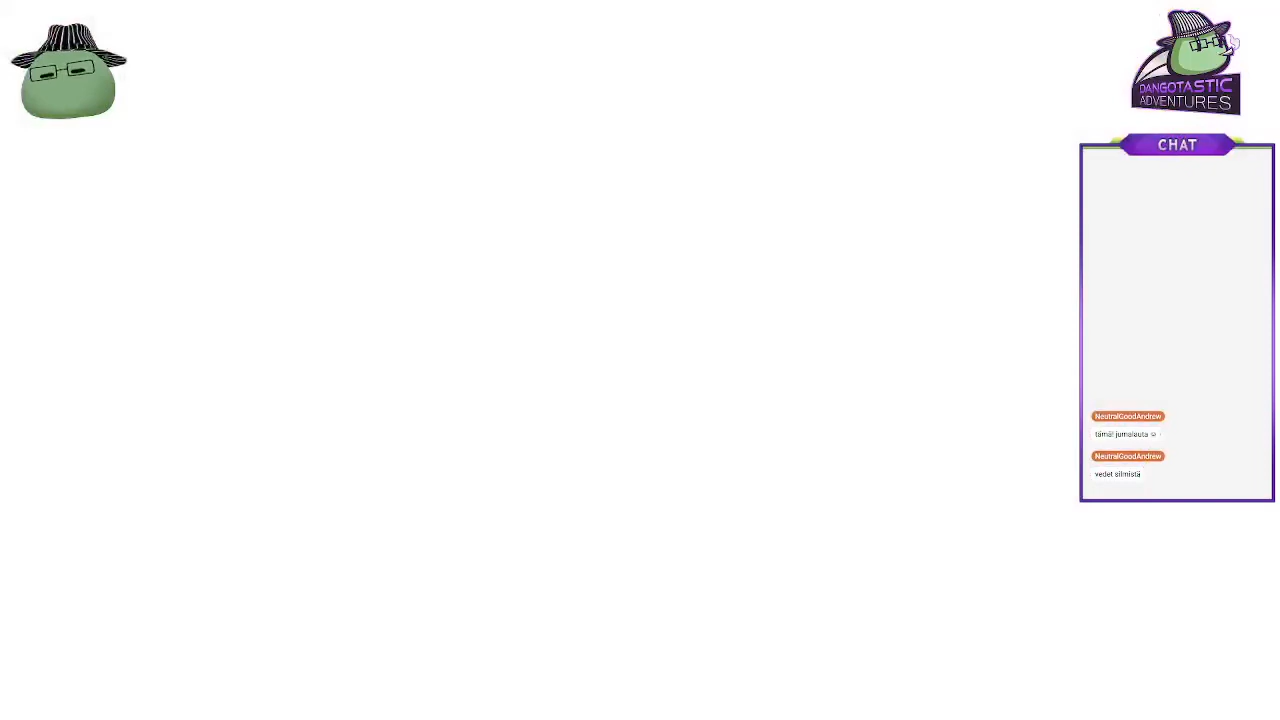 DANGOTASTIC
ADVENTURES
CHAT
NeutralGoodAndrew
tämä! jumalauta
NeutralGoodAndrew
vedet silmistä